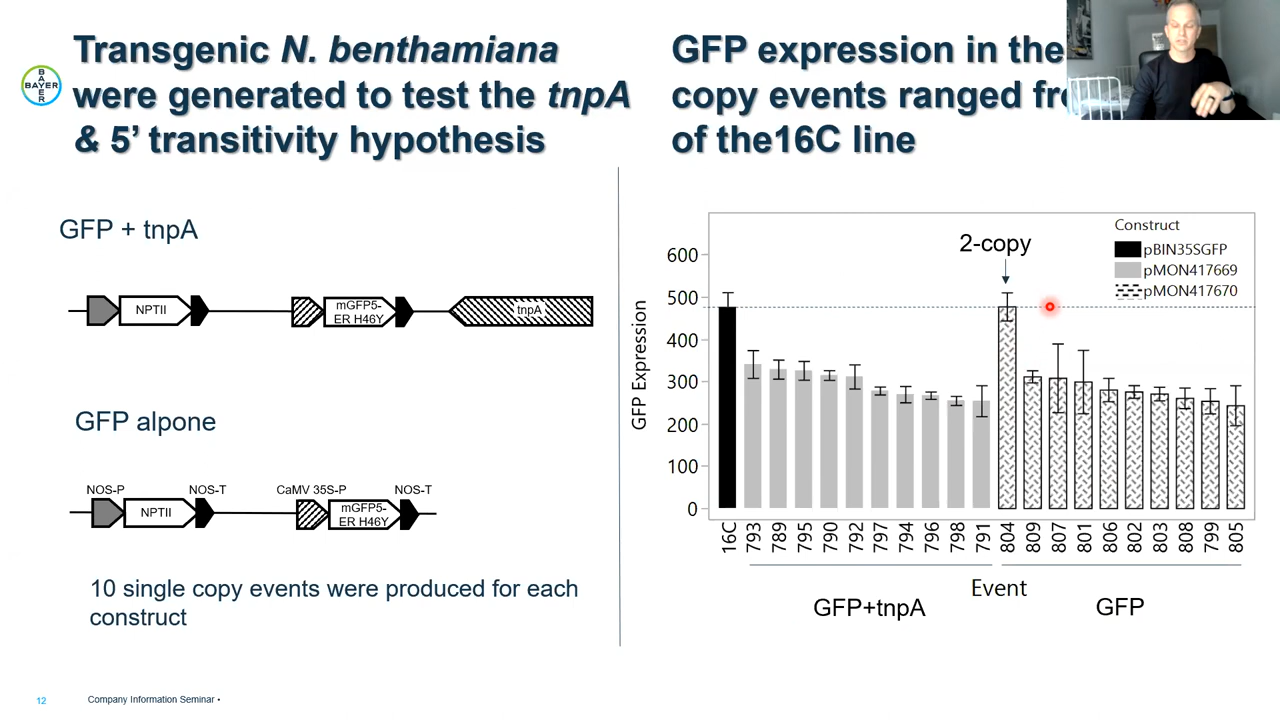 Transgenic N. benthamiana
were generated to test the tnpA
& 5’ transitivity hypothesis
BAYER
BAYER
GFP + tnpA
NPTII
mGFP5-
ER H46Y
tnpA
GFP alpone
NOS-P
NOS-T
CaMV 35S-P
NOS-T
NPTII
mGFP5-
ER H46Y
10 single copy events were produced for each
construct
GFP expression in the
copy events ranged
of the16C line
Construct
pBIN35SGFP
pMON417669
pMON417670
2-copy
GFP Expression
600
500
400
300
200
100
0
16C
793
789
795
790
792
797
794
796
798
791
804
809
807
801
806
802
803
808
799
805
Event
GFP+tnpA
GFP
12
Company Information Seminar •